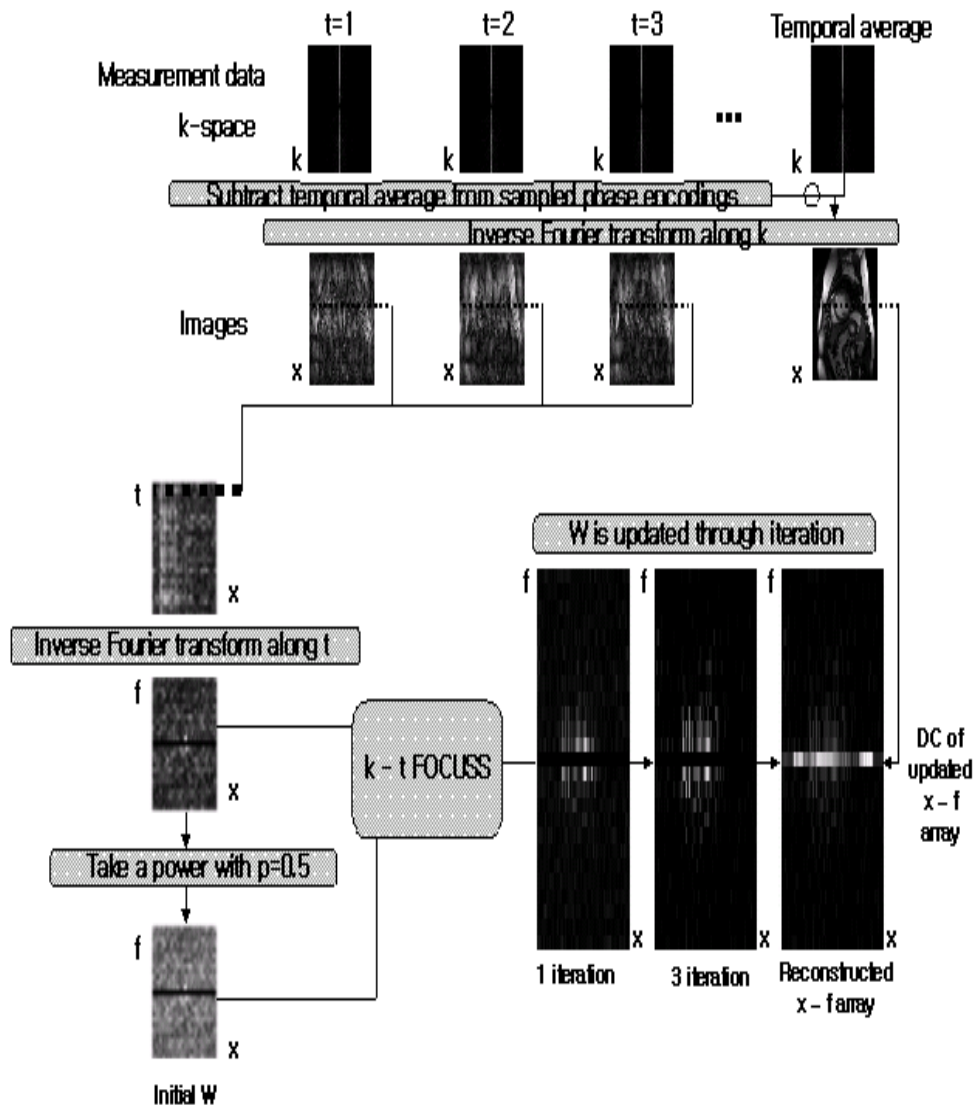 t=1 t=2 t=3 Temporal average
Measurement data
k-space
...
k k k k
Subtract temporal average from sampled phase encodings
Inverse Fourier transform along k
Images
x x x x
t
x
Inverse Fourier transform along t
f
x
Take a power with p=0.5
f
x
Initial W
k - t FOCUSS
W is updated through iteration
f f f
x x x
1 iteration
3 iteration
Reconstructed
x - f array
DC of
updated
x - f
array